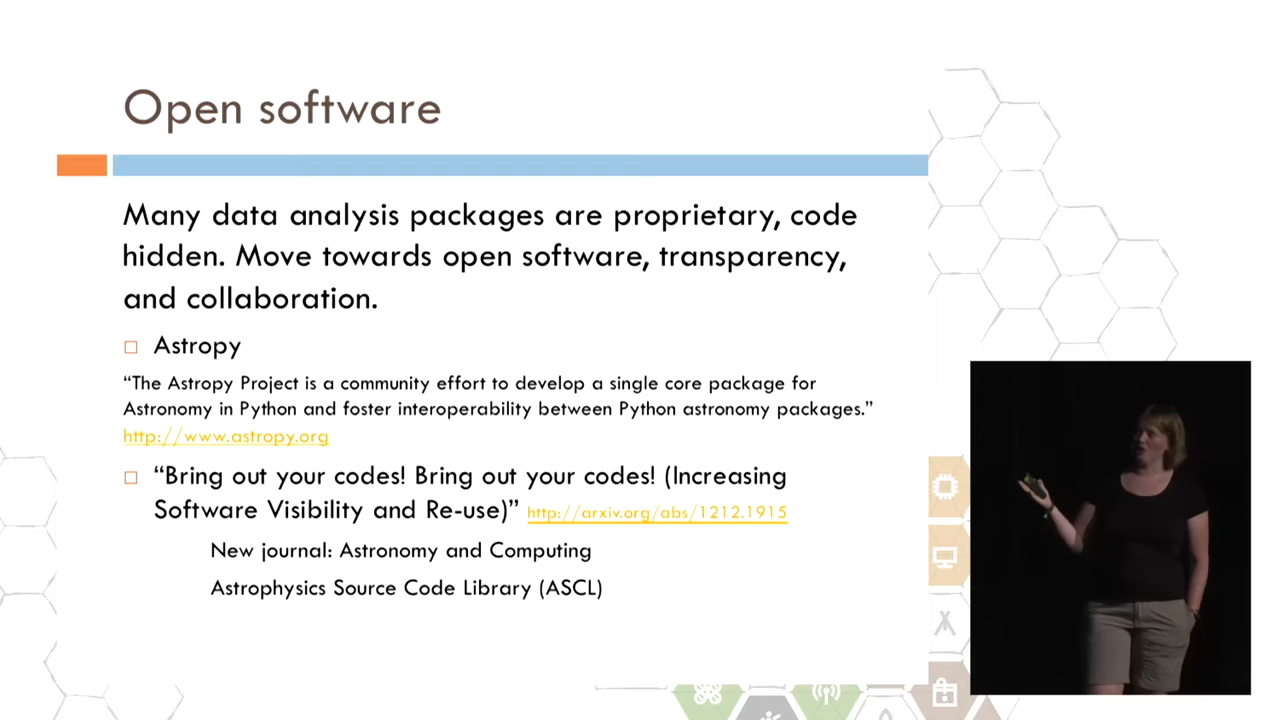 Open software
Many data analysis packages are proprietary, code
hidden. Move towards open software, transparency,
and collaboration.
Astropy
“The Astropy Project is a community effort to develop a single core package for
Astronomy in Python and foster interoperability between Python astronomy packages.”
http://www.astropy.org
“Bring out your codes! Bring out your codes! (Increasing
Software Visibility and Re-use)” http://arxiv.org/abs/1212.1915
New journal: Astronomy and Computing
Astrophysics Source Code Library (ASCL)